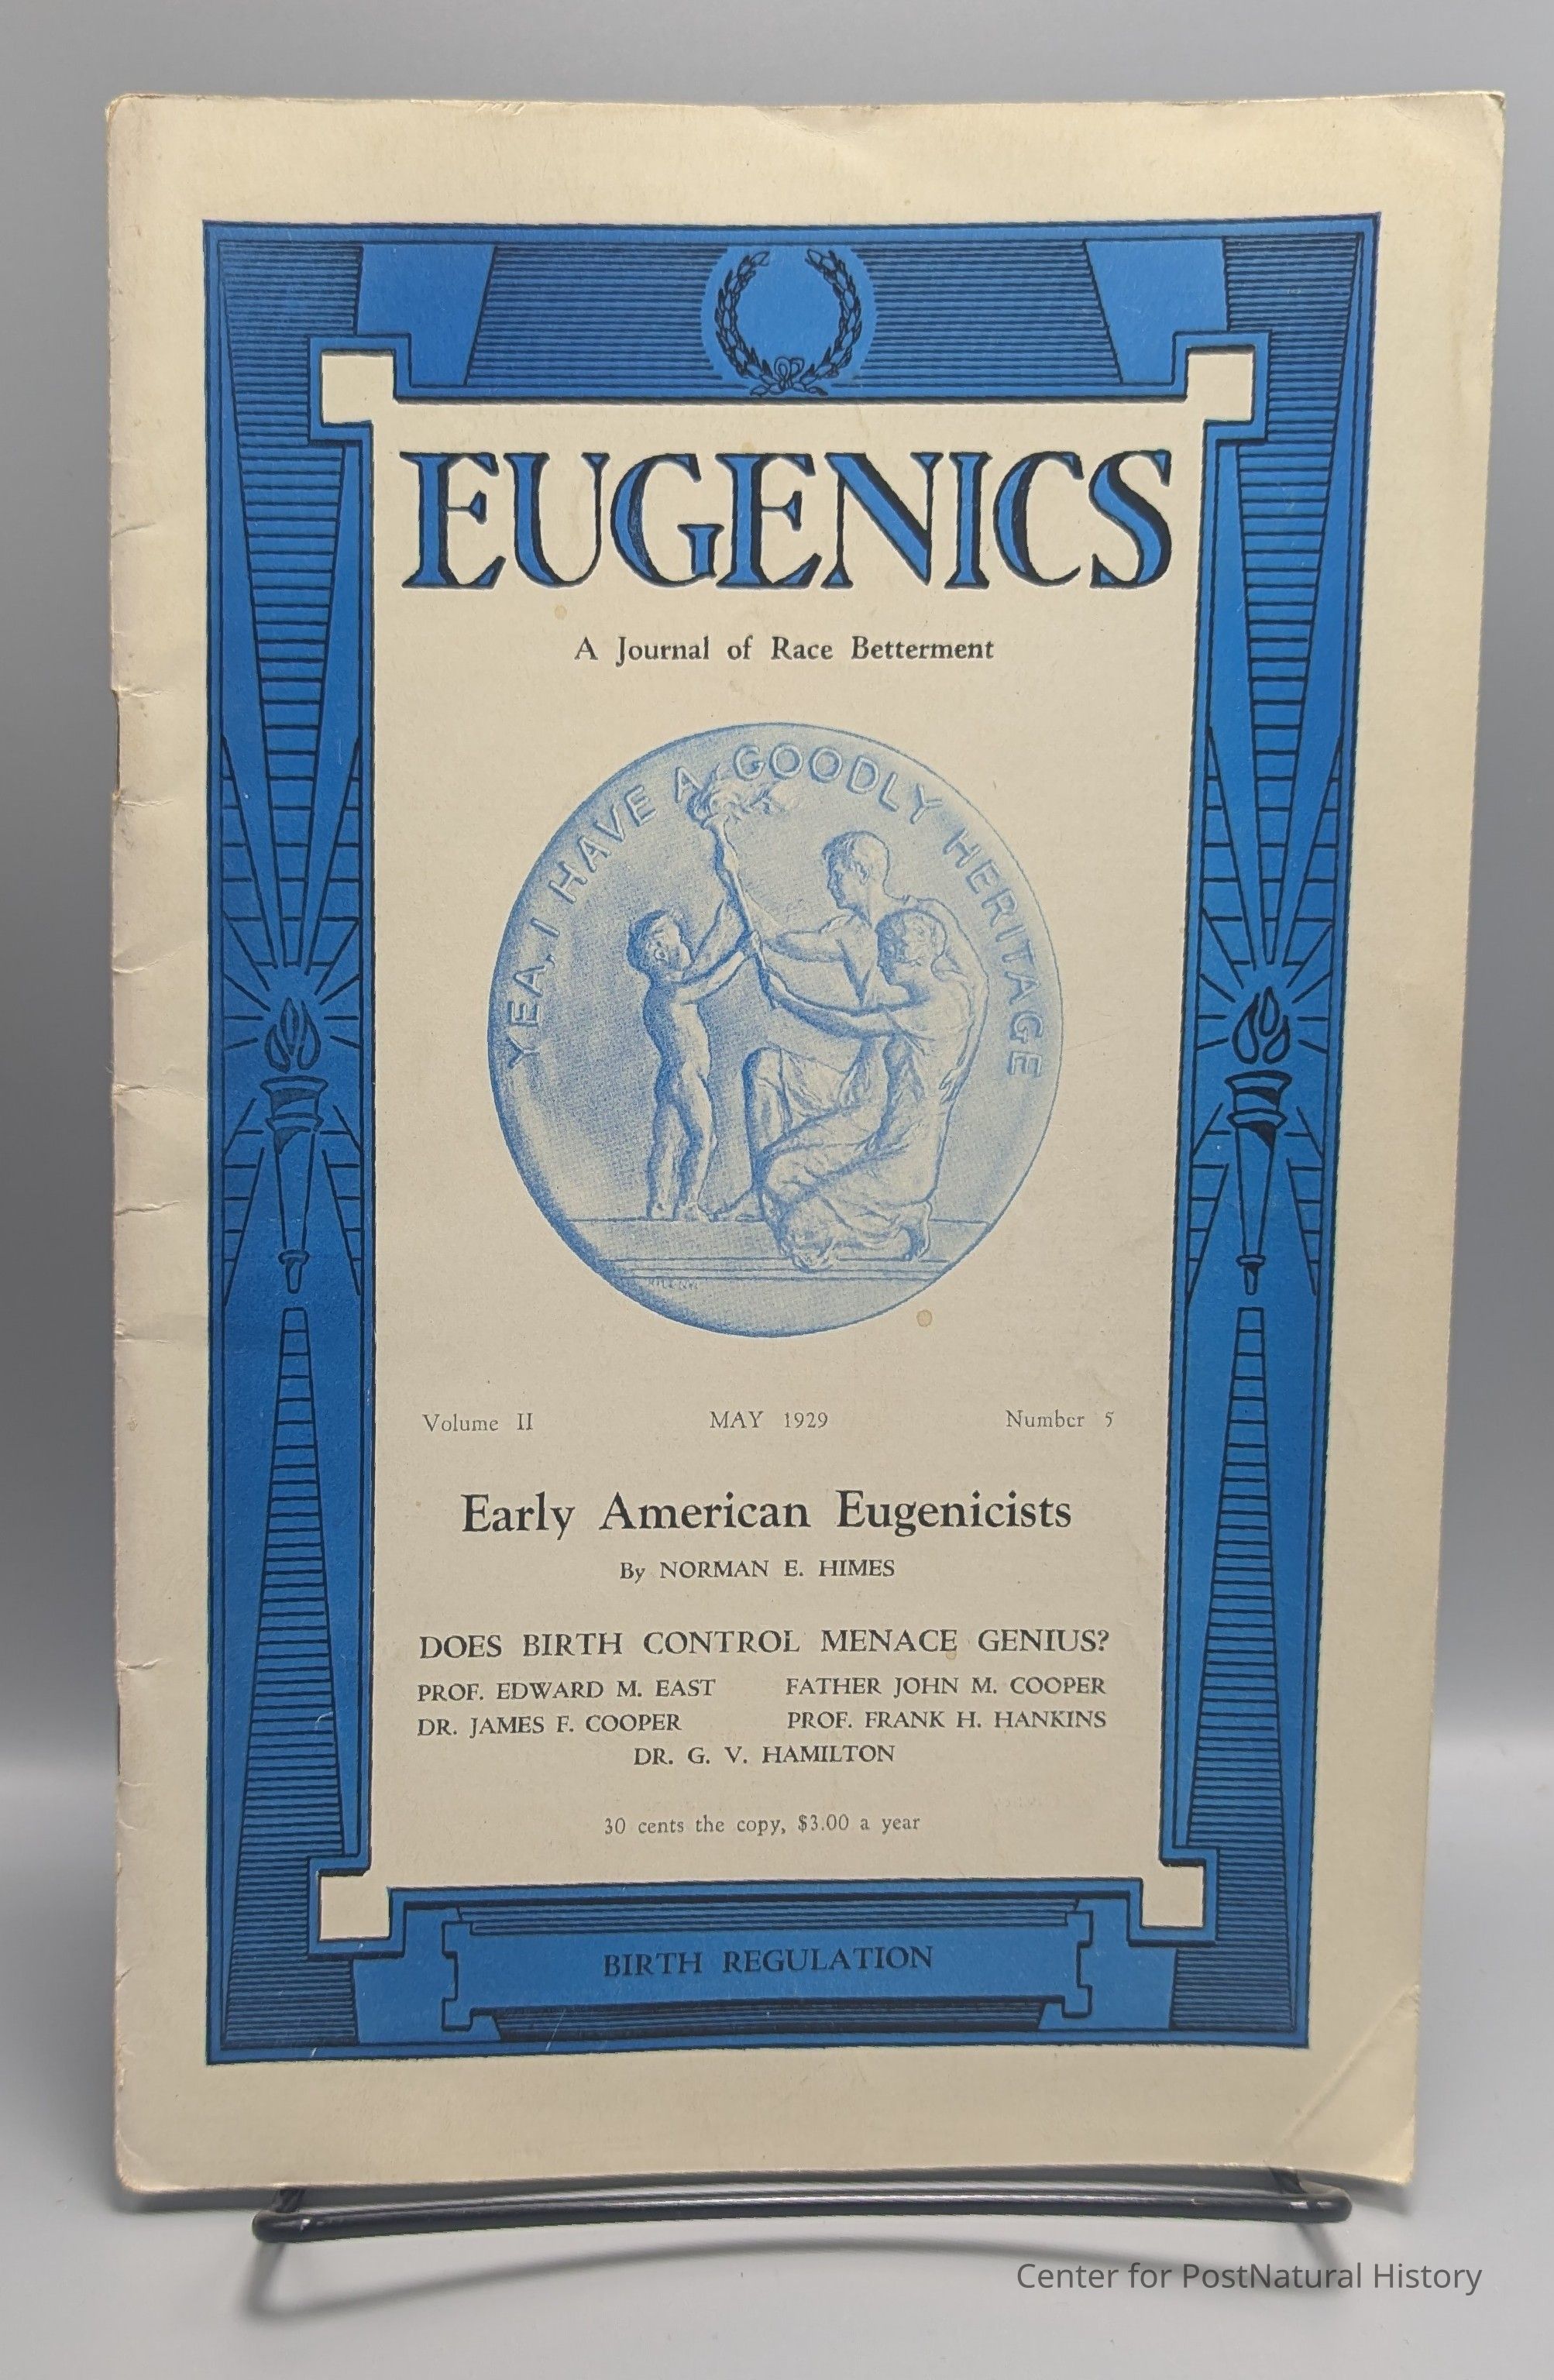 EUGENICS
A Journal of Race Betterment
YEA, I HAVE A GOODLY HERITAGE
Volume II MAY 1929 Number 5
Early American Eugenicists
By NORMAN E. HIMES
DOES BIRTH CONTROL MENACE GENIUS?
PROF. EDWARD M. EAST FATHER JOHN M. COOPER
DR. JAMES F. COOPER PROF. FRANK H. HANKINS
DR. G. V. HAMILTON
30 cents the copy, $3.00 a year
BIRTH REGULATION
Center for PostNatural History